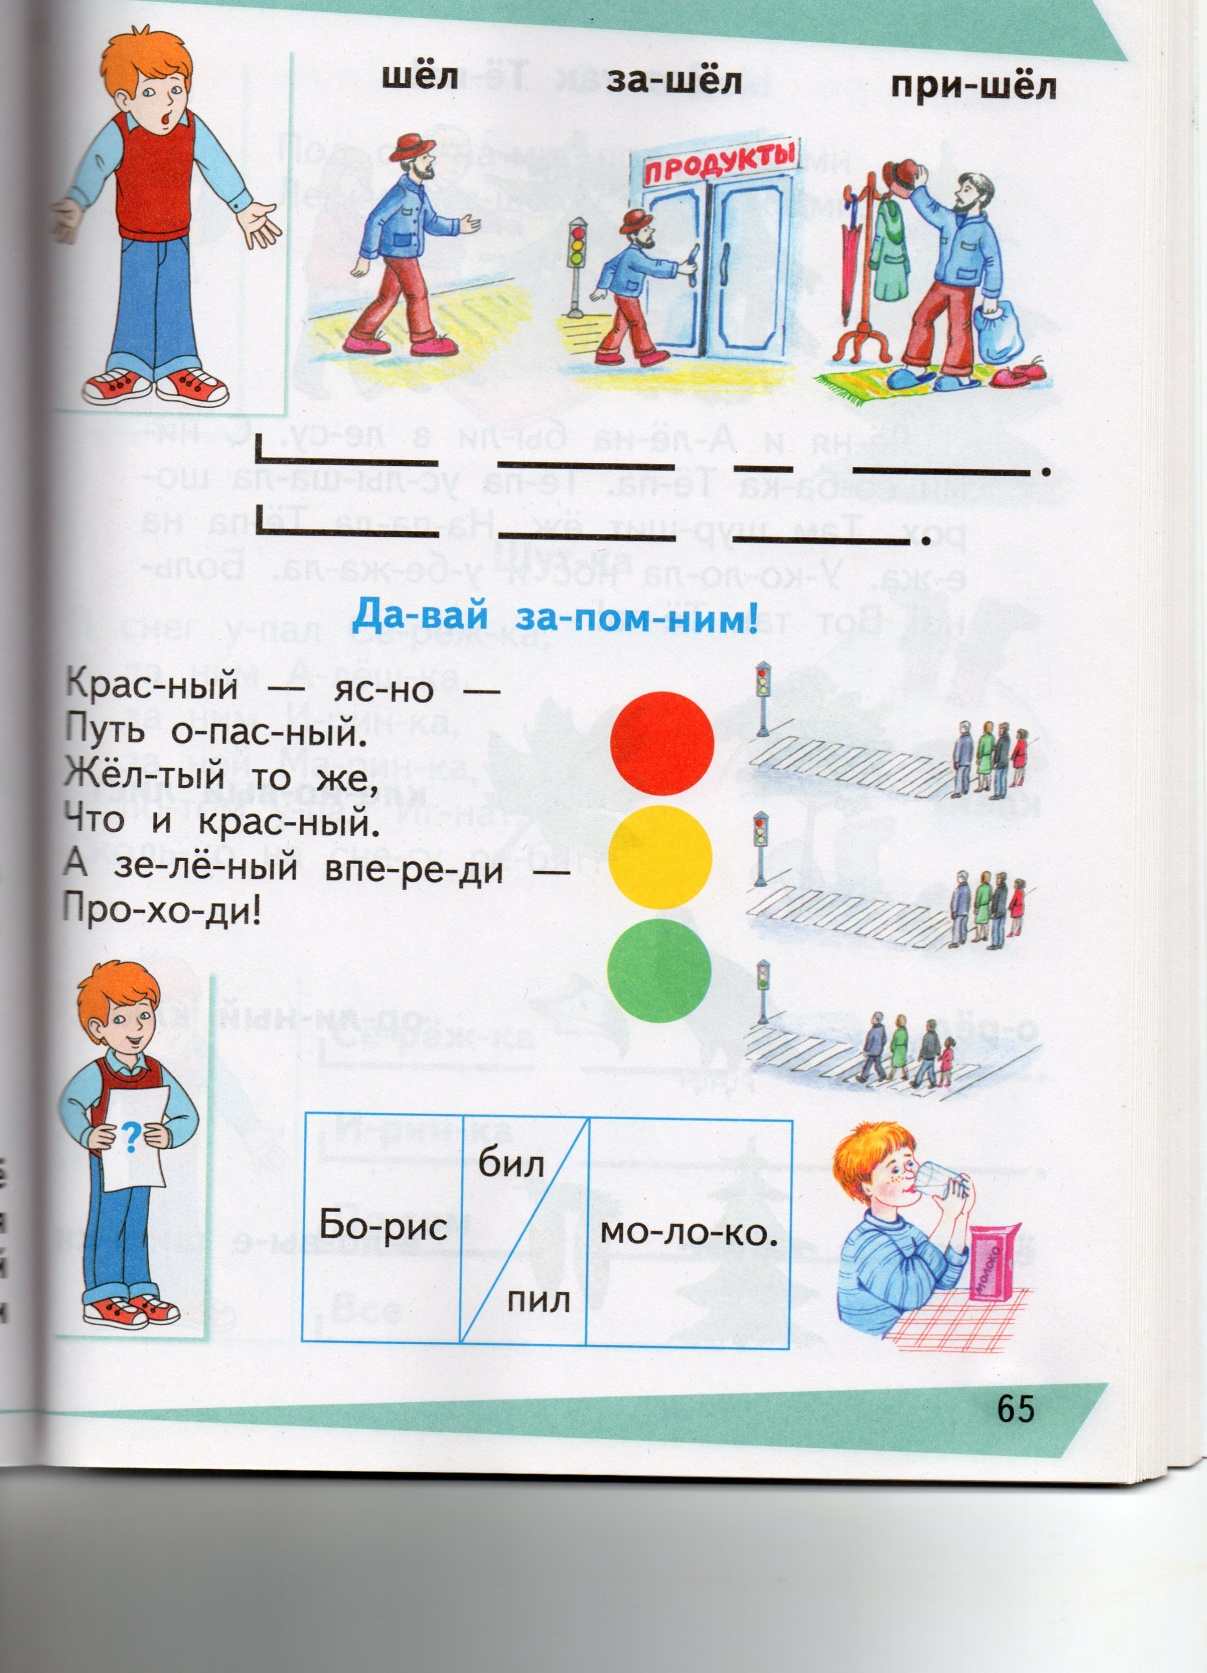 шёл за-шёл при-шёл
ПРОДУКТЫ
Да-вай за-пом-ним!
Крас-ный — яс-но —
Путь о-пас-ный.
Жёл-тый то же,
Что и крас-ный.
А зе-лё-ный впе-ре-ди —
Про-хо-ди!
?
бил
Бо-рис
мо-ло-ко.
пил
молоко
65